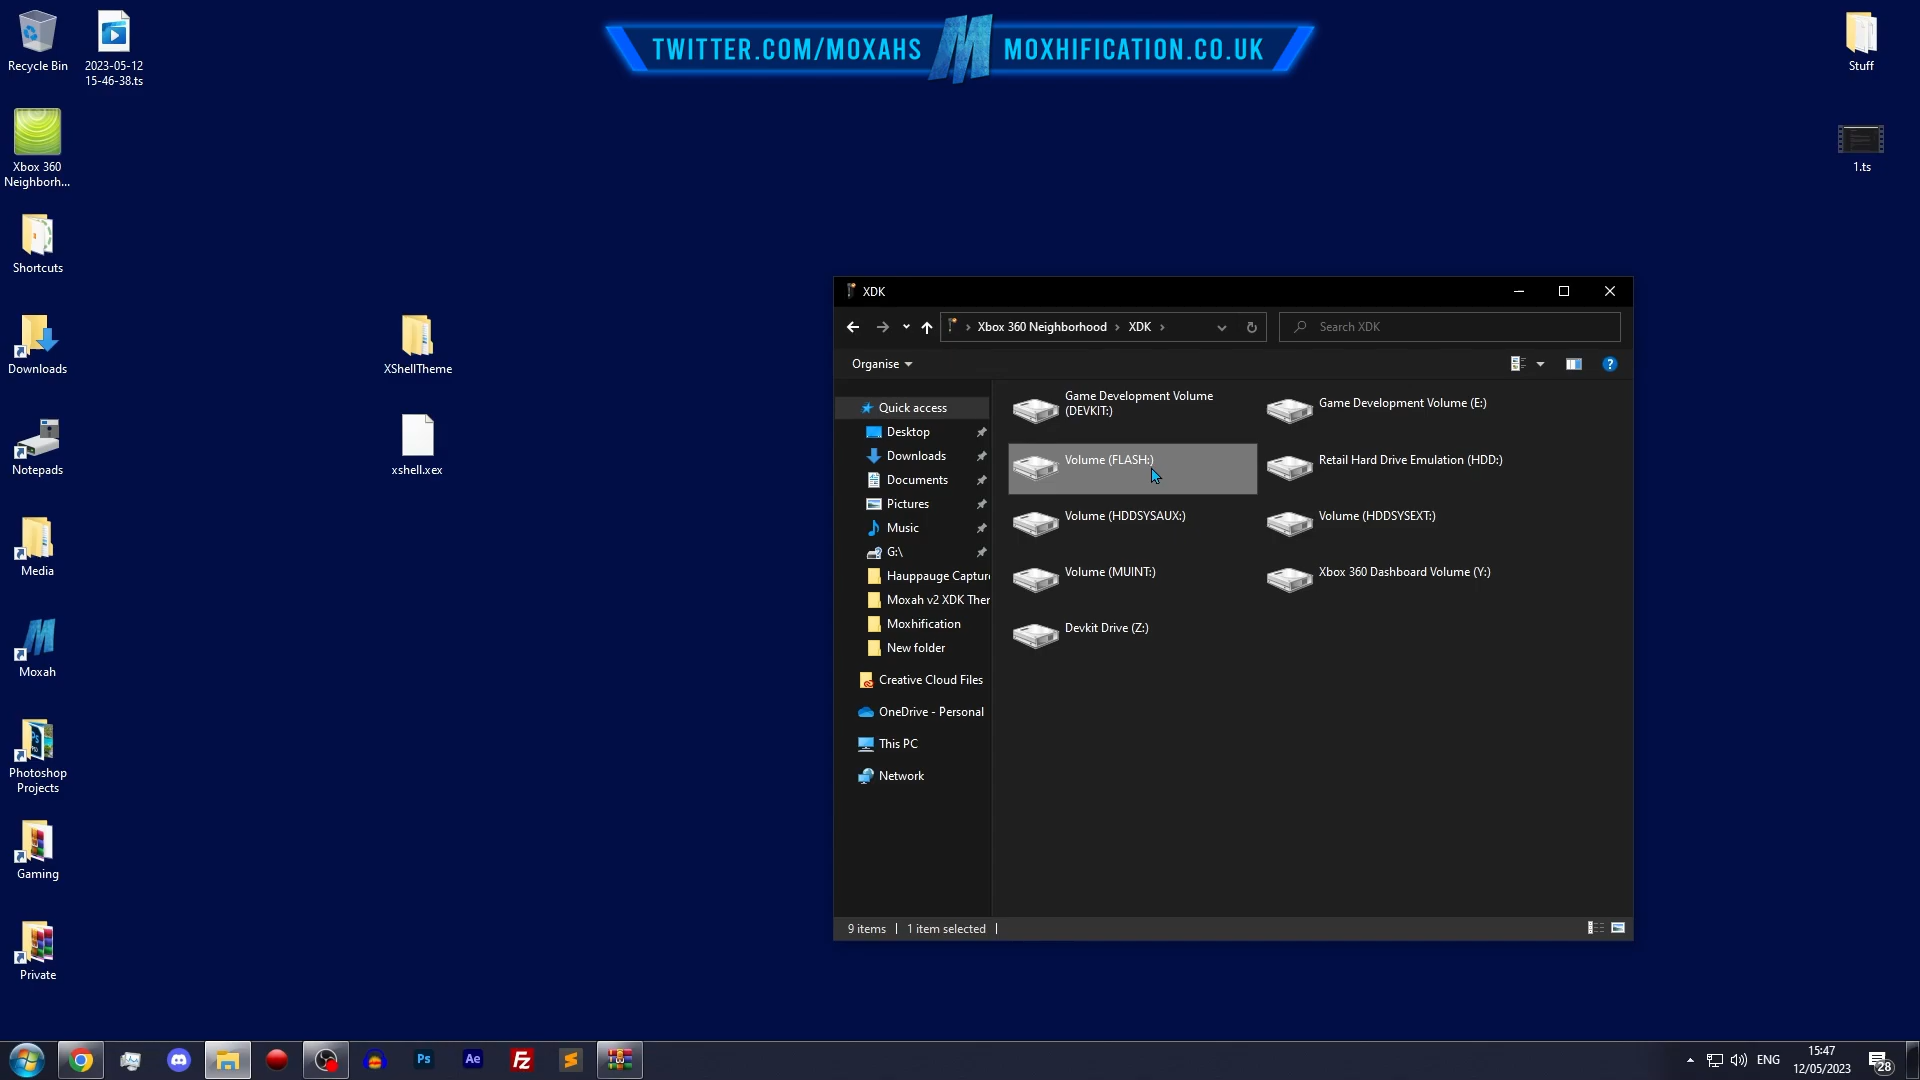 TWITTER.COM/MOXAHS
M
MOXHIFICATION.CO.UK
Recycle Bin
2023-05-12
15-46-38.ts
Xbox 360
Neighborh...
Shortcuts
Downloads
Notepads
Media
Moxah
Photoshop
Projects
Gaming
Private
XShellTheme
xshell.xex
Stuff
1.ts
XDK
Xbox 360 Neighborhood
XDK
Search XDK
Organise
Quick access
Desktop
Downloads
Documents
Pictures
Music
G:\
Hauppauge Capture
Moxah v2 XDK Ther
Moxhification
New folder
Creative Cloud Files
OneDrive - Personal
This PC
Network
Game Development Volume
(DEVKIT:)
Game Development Volume (E:)
Volume (FLASH:)
Retail Hard Drive Emulation (HDD:)
Volume (HDDSYSAUX:)
Volume (HDDSYSEXT:)
Volume (MUINT:)
Xbox 360 Dashboard Volume (Y:)
Devkit Drive (Z:)
9 items
1 item selected
Ps
Ae
Fz
ENG
15:47
12/05/2023
28